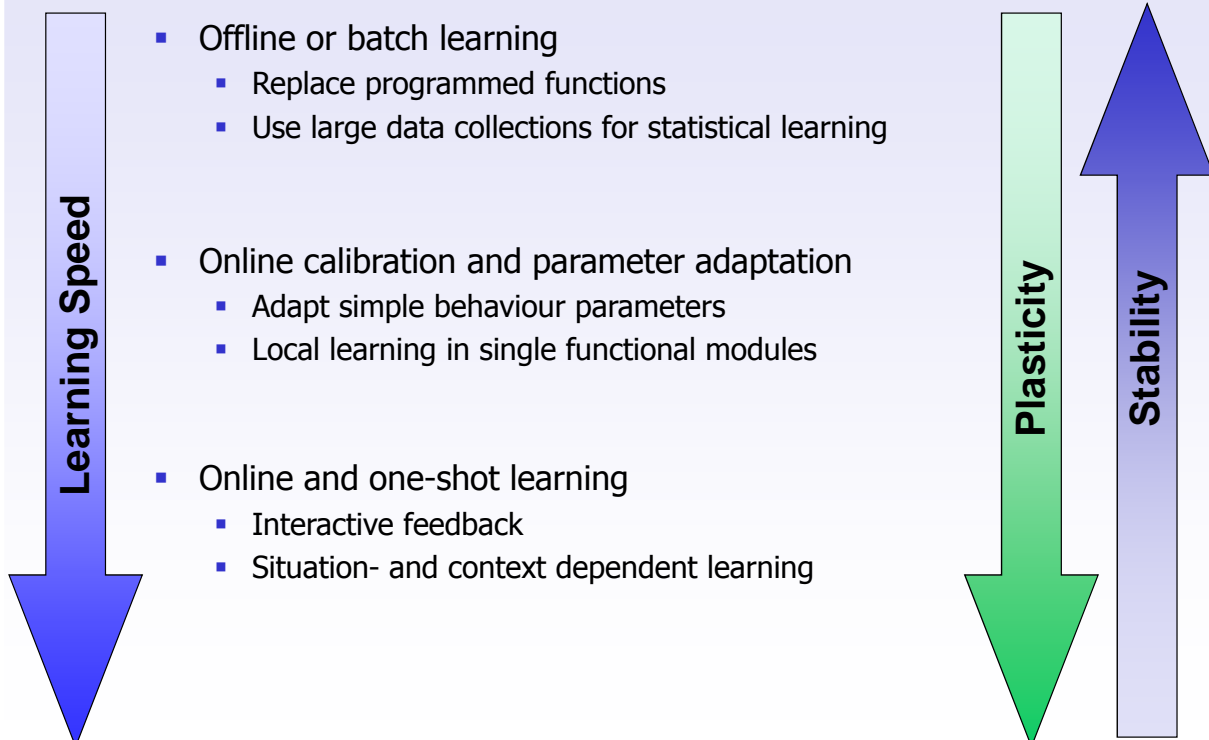 Learning Speed
▪ Offline or batch learning
▪ Replace programmed functions
▪ Use large data collections for statistical learning
▪ Online calibration and parameter adaptation
▪ Adapt simple behaviour parameters
▪ Local learning in single functional modules
▪ Online and one-shot learning
▪ Interactive feedback
▪ Situation- and context dependent learning
Plasticity
Stability